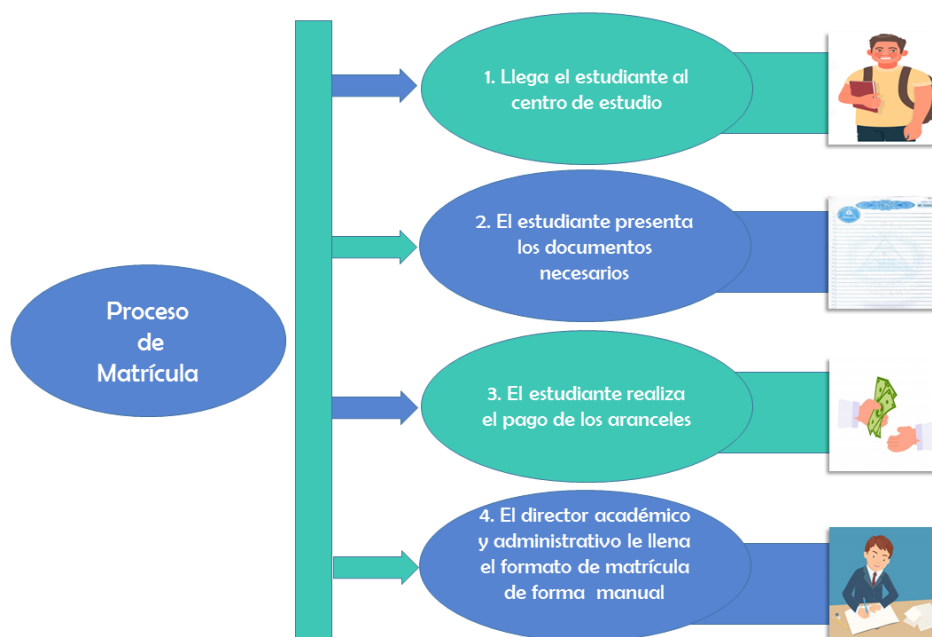 Proceso
de
Matrícula
1. Llega el estudiante al
centro de estudio
2. El estudiante presenta
los documentos
necesarios
3. El estudiante realiza
el pago de los aranceles
4. El director académico
y administrativo le llena
el formato de matrícula
de forma manual